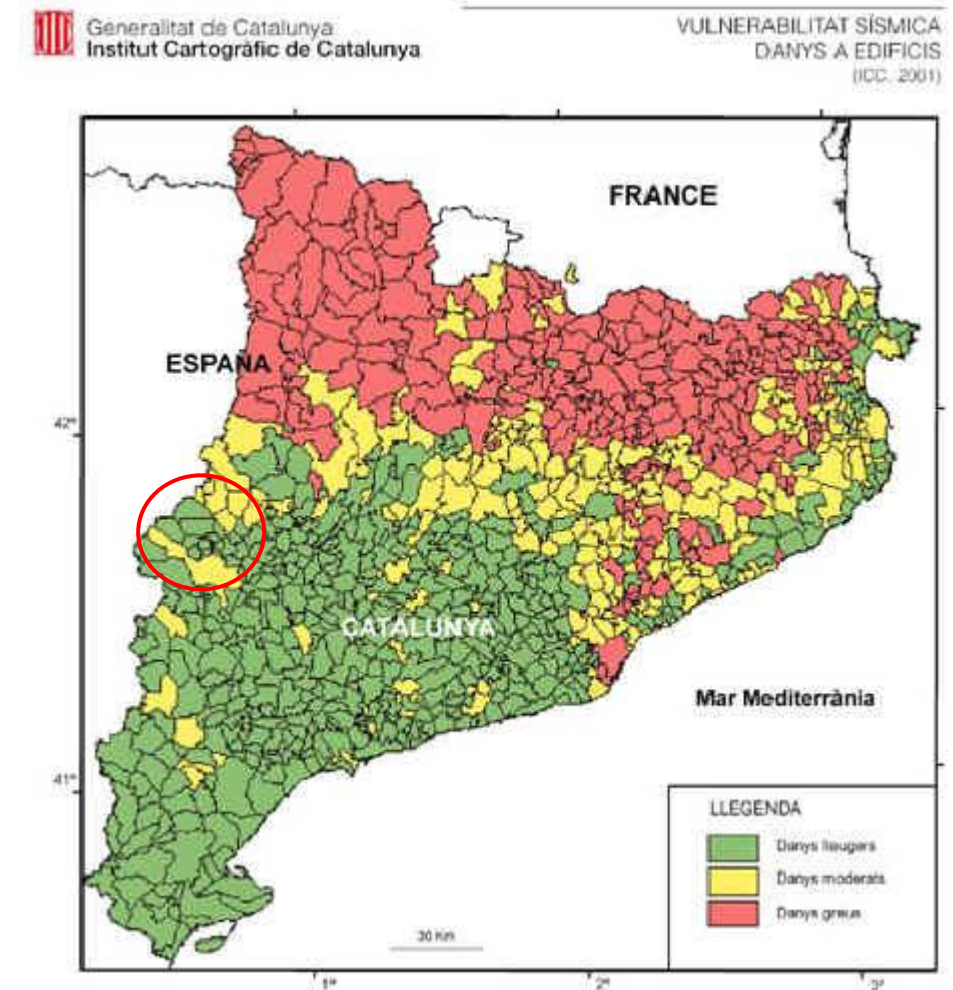 Generalitat de Catalunya
Institut Cartogràfic de Catalunya
VULNERABILITAT SÍSMICA
DANYS A EDIFICIS
(ICC, 2001)
FRANCE
ESPAÑA
42°
CATALUNYA
Mar Mediterrània
41°
LLEGENDA
Danys lleugers
Danys moderats
Danys greus
30 Km
1°
2°
3°